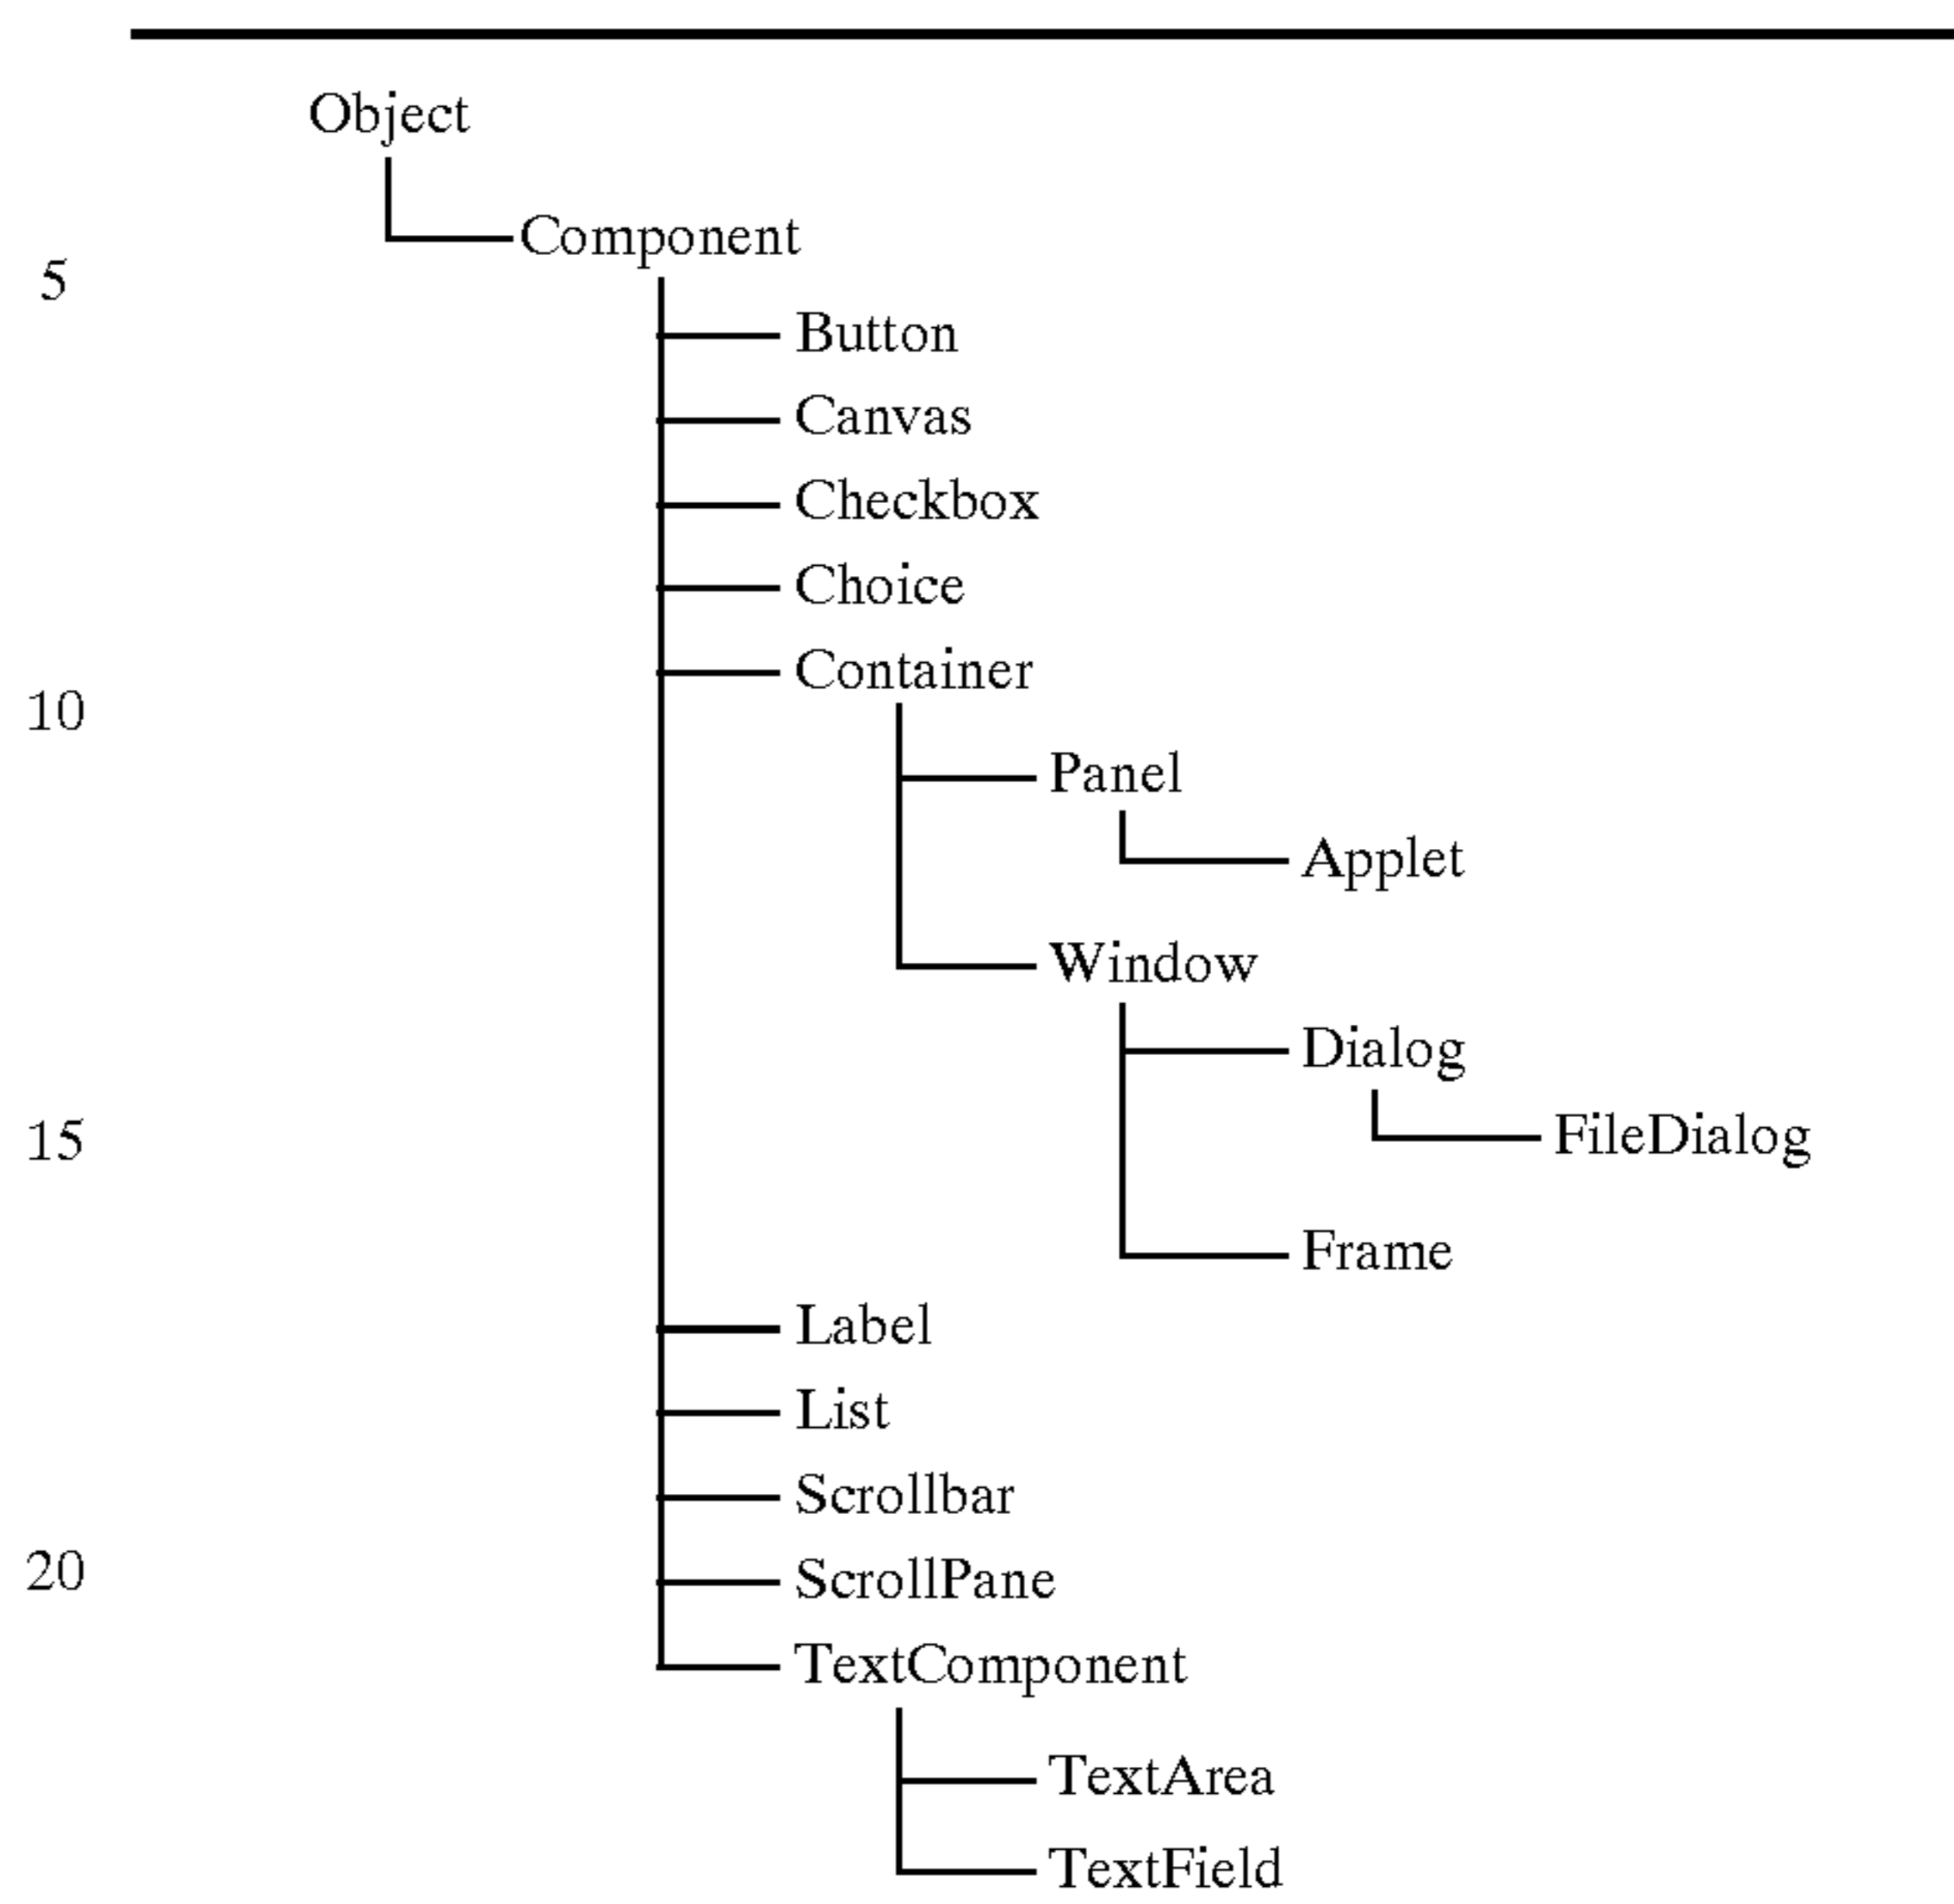 Object
Component
5
Button
Canvas
Checkbox
Choice
Container
10
Panel
Applet
Window
Dialog
15
FileDialog
Frame
Label
List
Scrollbar
20
ScrollPane
TextComponent
TextArea
TextField